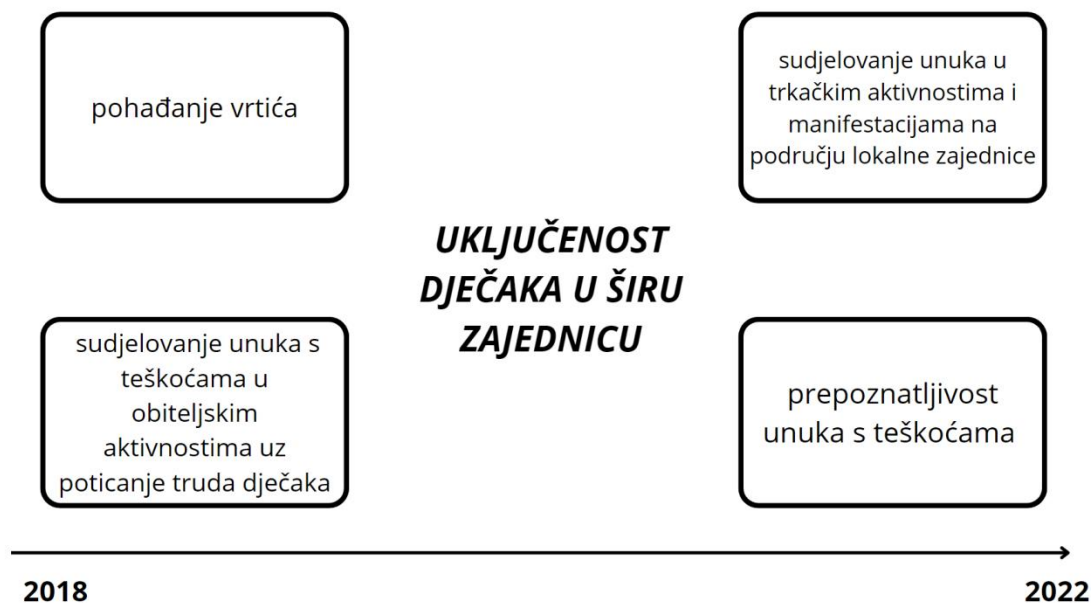 pohađanje vrtića
sudjelovanje unuka u
trkačkim aktivnostima i
manifestacijama na
području lokalne zajednice
UKLJUČENOST
DJEČAKA U ŠIRU
ZAJEDNICU
sudjelovanje unuka s
teškoćama u
obiteljskim
aktivnostima uz
poticanje truda dječaka
prepoznatljivost
unuka s teškoćama
2018
2022